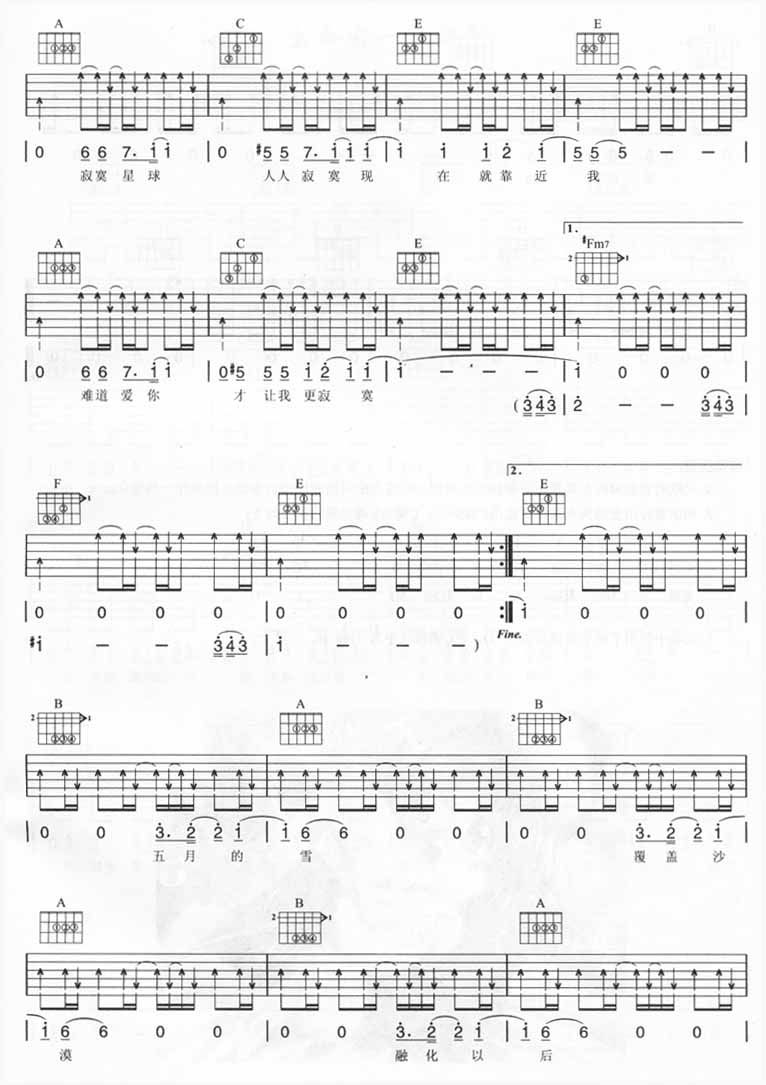 A C E E
0 6 6 7. i i | 0 #5 5 7. i i i | i i i 2 i | 5 5 5 — — |
寂寞 星 球 人人 寂 寞 现 在 就 靠 近 我
1.
A C E #Fm7
0 6 6 7. i i | 0 #5 5 5 i 2 i i | i - - - | i 0 0 0 |
难道 爱 你 才 让我 更寂 寞
(3 4 3 | 2 — — 3 4 3 |
2.
F E E
0 0 0 0 | 0 0 0 0 :| i 0 0 0 |
#i — — 3 4 3 | i — — — ) Fine.
B A B
0 0 3. 2 2 i | i 6 6 0 0 | 0 0 3. 2 2 i |
五 月 的 雪 覆 盖 沙
A B A
i 6 6 0 0 | 0 0 3. 2 2 i | i 6 6 0 0 |
漠 融 化 以 后